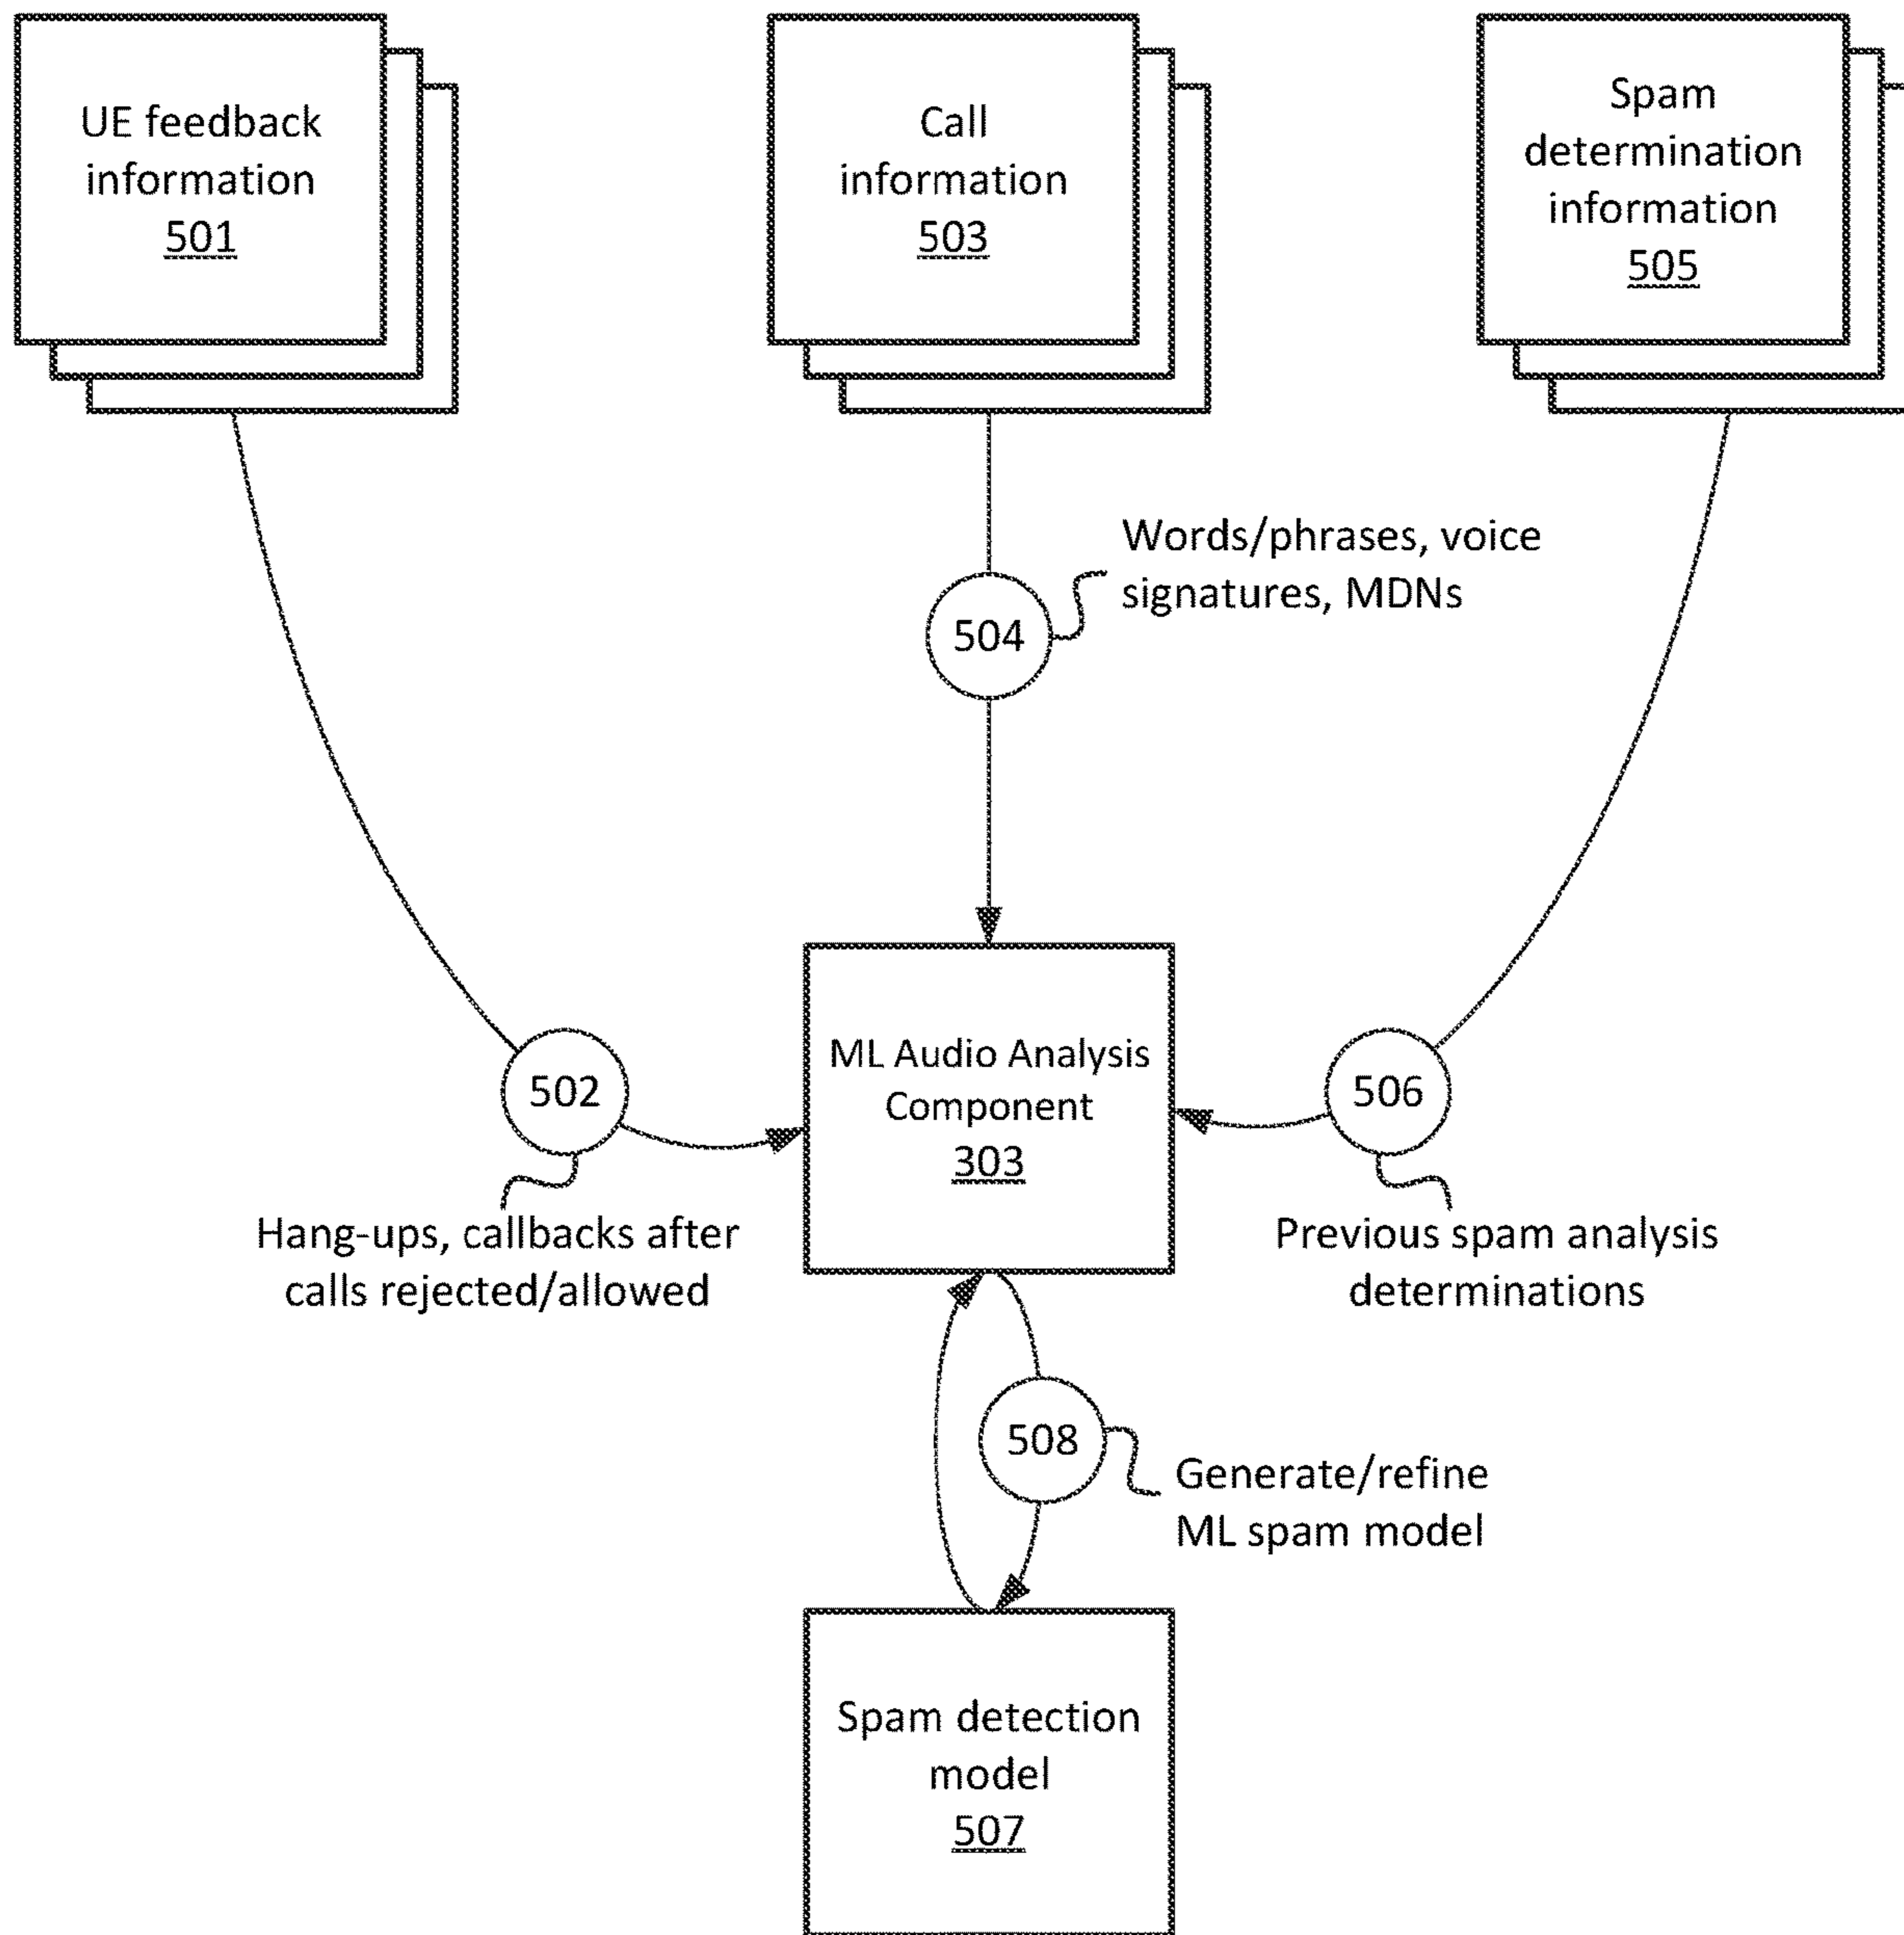 UE feedback
information
501
Call
information
503
Spam
determination
information
505
Words/phrases, voice
signatures, MDNs
504
ML Audio Analysis
Component
303
502
506
Hang-ups, callbacks after
calls rejected/allowed
Previous spam analysis
determinations
508
Generate/refine
ML spam model
Spam detection
model
507